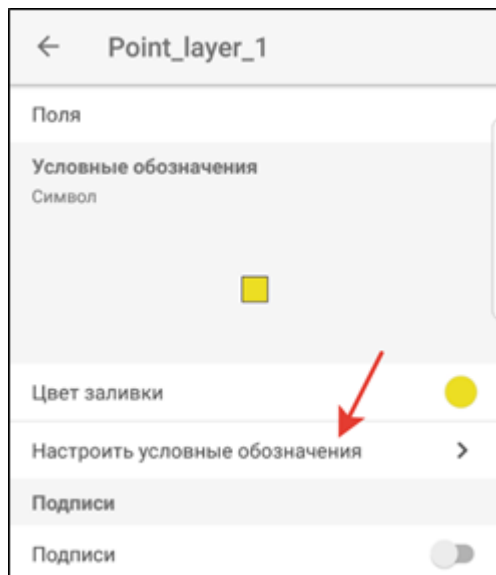 Point_layer_1
Поля
Условные обозначения
Символ
Цвет заливки
Настроить условные обозначения
Подписи
Подписи